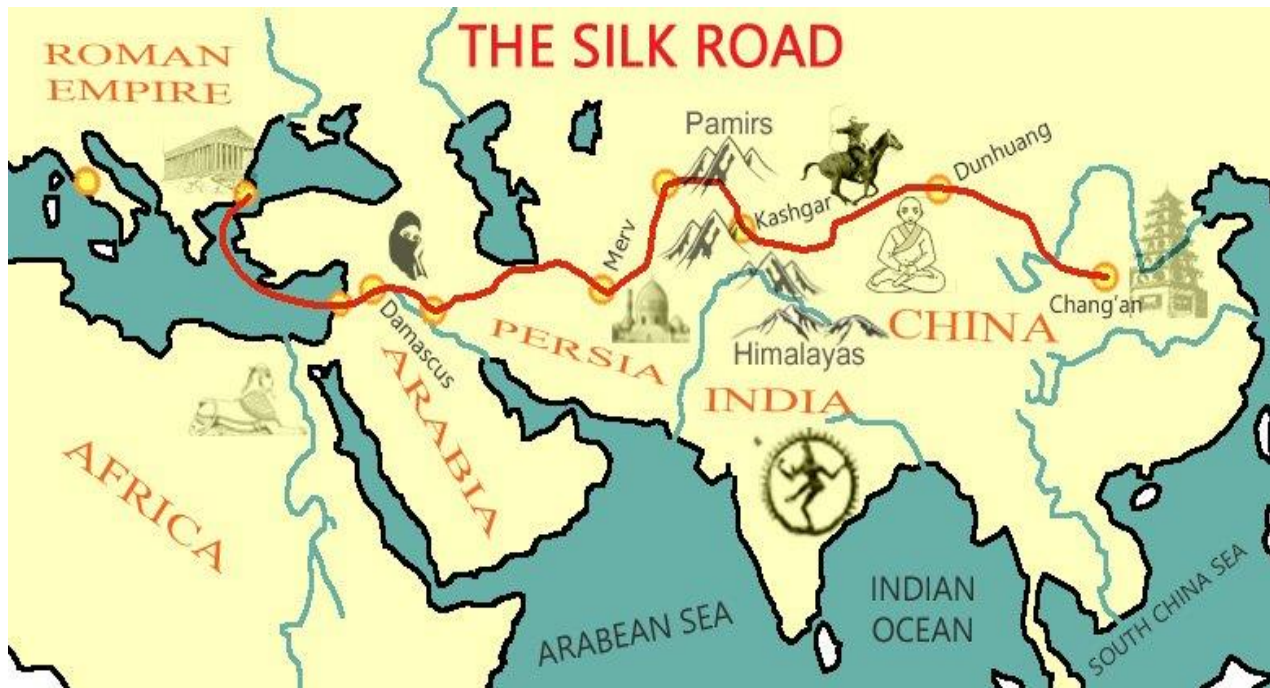 THE SILK ROAD
ROMAN
EMPIRE
Pamirs
Dunhuang
Kashgar
Merv
Chang'an
Damascus
PERSIA
CHINA
Himalayas
ARABIA
INDIA
AFRICA
ARABEAN SEA
INDIAN
OCEAN
SOUTH CHINA SEA